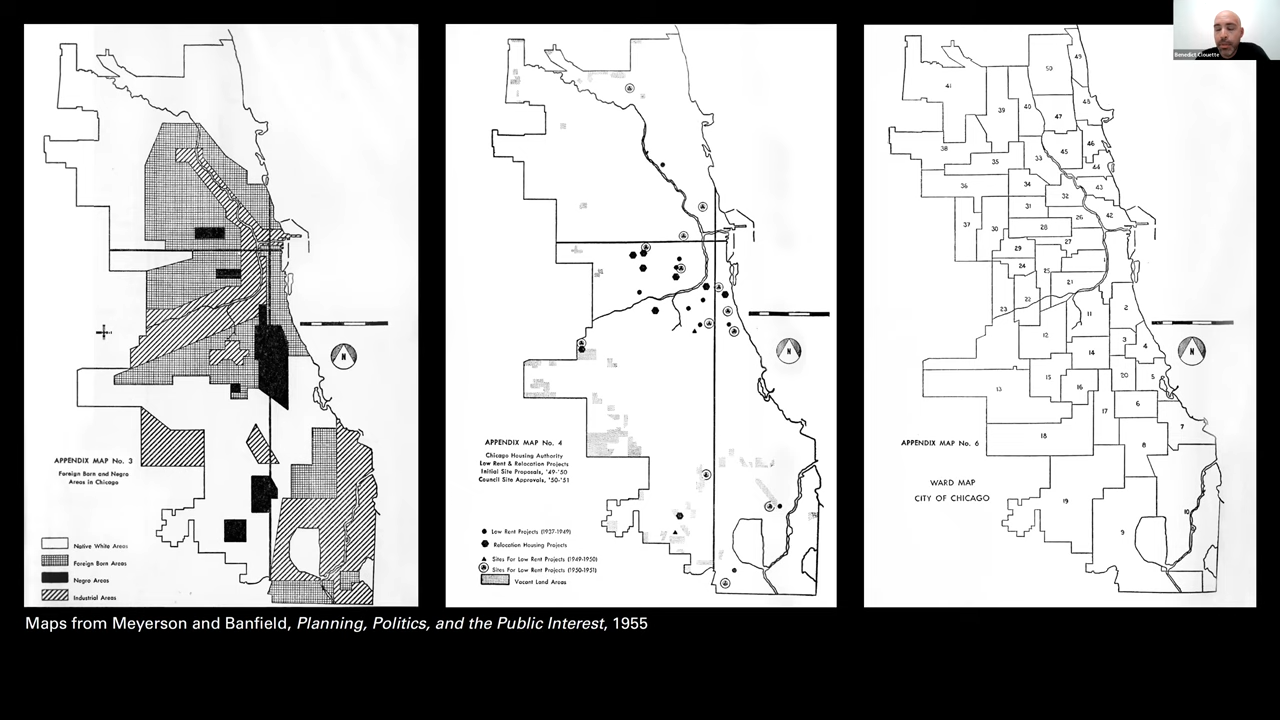 Benedict Clouette
APPENDIX MAP No. 3
Foreign Born and Negro
Areas in Chicago
Native White Areas
Foreign Born Areas
Negro Areas
Industrial Areas
N
APPENDIX MAP No. 4
Chicago Housing Authority
Low Rent & Relocation Projects
Initial Site Proposals, '49-'50
Council Site Approvals, '50-'51
Low Rent Projects (1937-1949)
Relocation Housing Projects
Sites For Low Rent Projects (1949-1950)
Sites For Low Rent Projects (1950-1951)
Vacant Land Areas
N
49
50
41
48
39
40
47
46
38
45
35
33
44
36
34
43
32
31
26
42
37
30
28
27
29
24
25
1
21
22
23
2
11
12
3
4
14
15
16
20
5
13
6
17
7
18
8
19
10
9
N
APPENDIX MAP No. 6
WARD MAP
CITY OF CHICAGO
Maps from Meyerson and Banfield, Planning, Politics, and the Public Interest, 1955